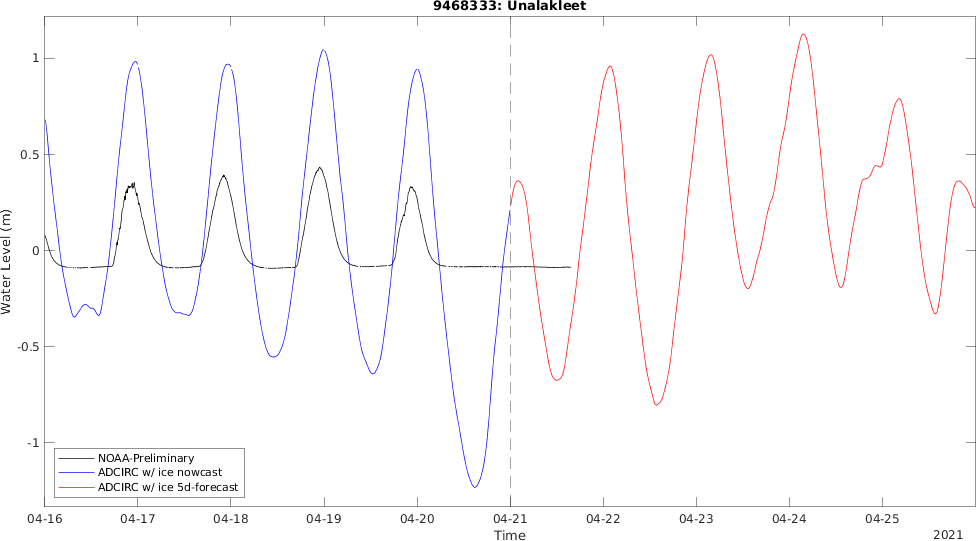 9468333: Unalakleet
Water Level (m)
1
0.5
0
-0.5
-1
NOAA-Preliminary
ADCIRC w/ ice nowcast
ADCIRC w/ ice 5d-forecast
04-16 04-17 04-18 04-19 04-20 04-21 04-22 04-23 04-24 04-25
Time
2021